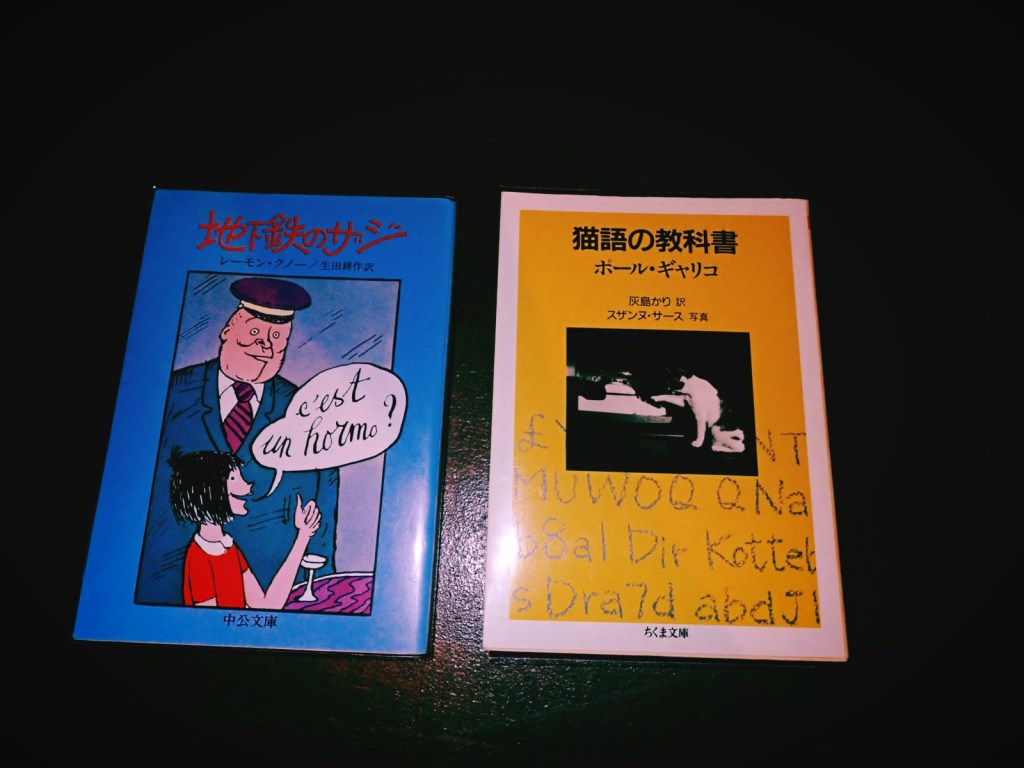 地下鉄のザジ
レーモン・クノー／生田耕作訳
c'est
un hormo?
中公文庫
猫語の教科書
ポール・ギャリコ
灰島かり 訳
スザンヌ・サース 写真
£Y NT
MUWOQ QNa
b8al Dir Kotteb
s Dra7d abdJl
ちくま文庫